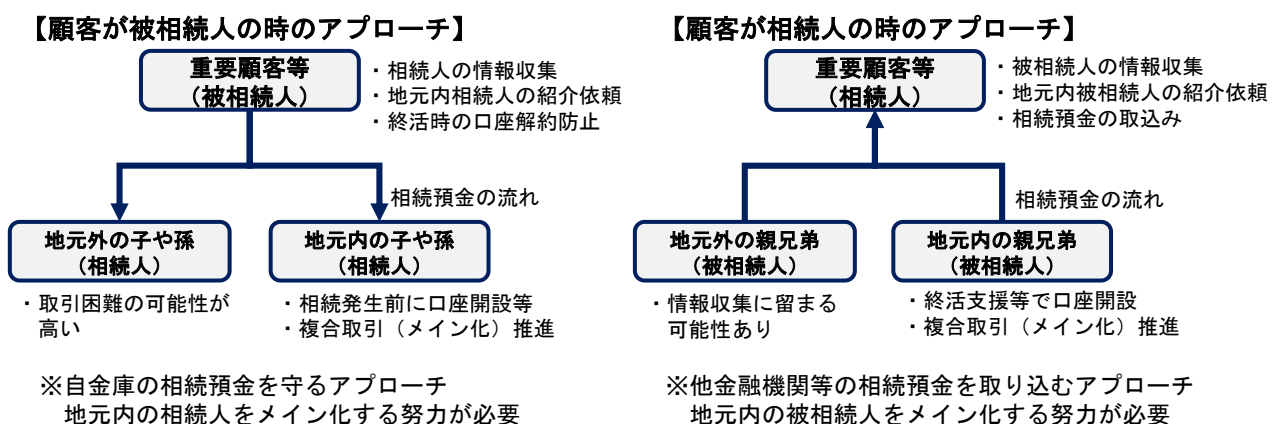 【顧客が被相続人の時のアプローチ】
重要顧客等
（被相続人）
・相続人の情報収集
・地元内相続人の紹介依頼
・終活時の口座解約防止
相続預金の流れ
地元外の子や孫
（相続人）
地元内の子や孫
（相続人）
・取引困難の可能性が
高い
・相続発生前に口座開設等
・複合取引（メイン化）推進
※自金庫の相続預金を守るアプローチ
地元内の相続人をメイン化する努力が必要
【顧客が相続人の時のアプローチ】
重要顧客等
（相続人）
・被相続人の情報収集
・地元内被相続人の紹介依頼
・相続預金の取込み
相続預金の流れ
地元外の親兄弟
（被相続人）
地元内の親兄弟
（被相続人）
・情報収集に留まる
可能性あり
・終活支援等で口座開設
・複合取引（メイン化）推進
※他金融機関等の相続預金を取り込むアプローチ
地元内の被相続人をメイン化する努力が必要